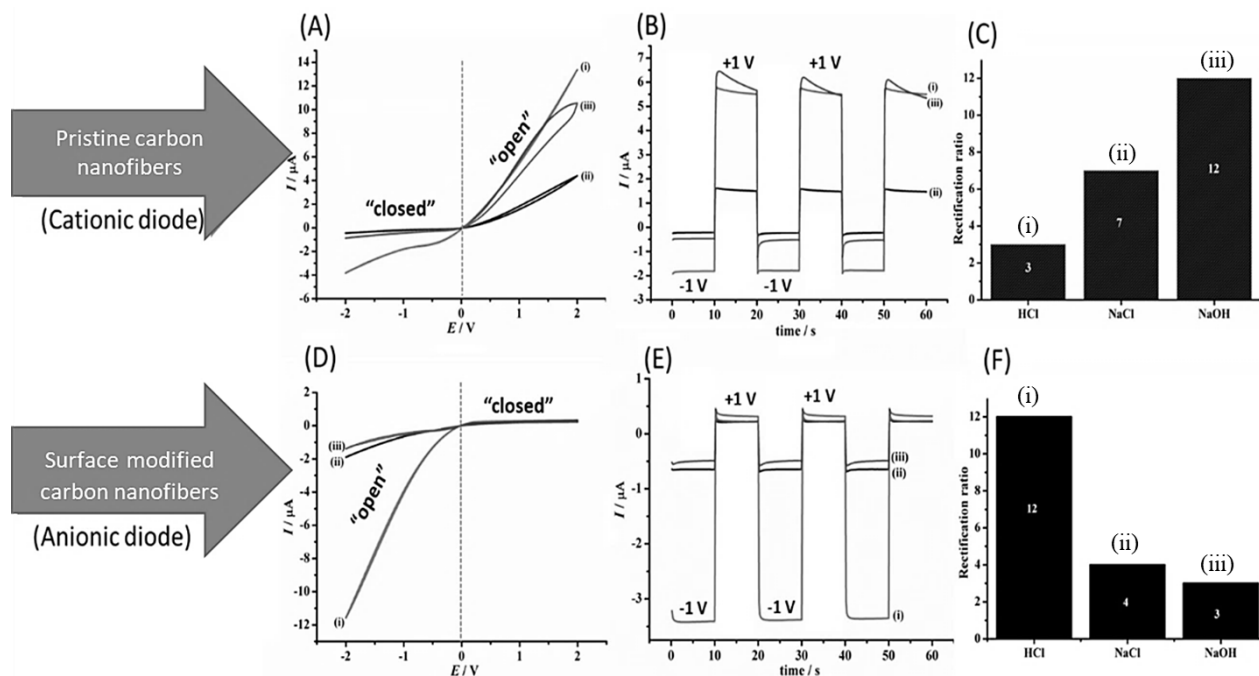 Pristine carbon
nanofibers
(Cationic diode)
(A)
14
12
10
8
6
4
2
0
-2
-4
6
I / μA
"closed"
"open"
(i)
(iii)
(ii)
-2
-1
0
1
2
E / V
(B)
7
6
5
4
3
2
1
0
-1
-2
-3
I / μA
+1 V
+1 V
(i)
(iii)
(ii)
-1 V
-1 V
0
10
20
30
40
50
60
time / s
(C)
12
10
8
6
4
2
0
Rectification ratio
(i)
(ii)
(iii)
3
7
12
HCl
NaCl
NaOH
Surface modified
carbon nanofibers
(Anionic diode)
(D)
2
0
-2
-4
-6
-8
-10
-12
I / μA
"closed"
"open"
(iii)
(ii)
(i)
-2
-1
0
1
2
E / V
(E)
1
0
-1
-2
-3
I / μA
+1 V
+1 V
(iii)
(ii)
-1 V
-1 V
(i)
0
10
20
30
40
50
60
time / s
(F)
12
10
8
6
4
2
0
Rectification ratio
(i)
(ii)
(iii)
12
4
3
HCl
NaCl
NaOH